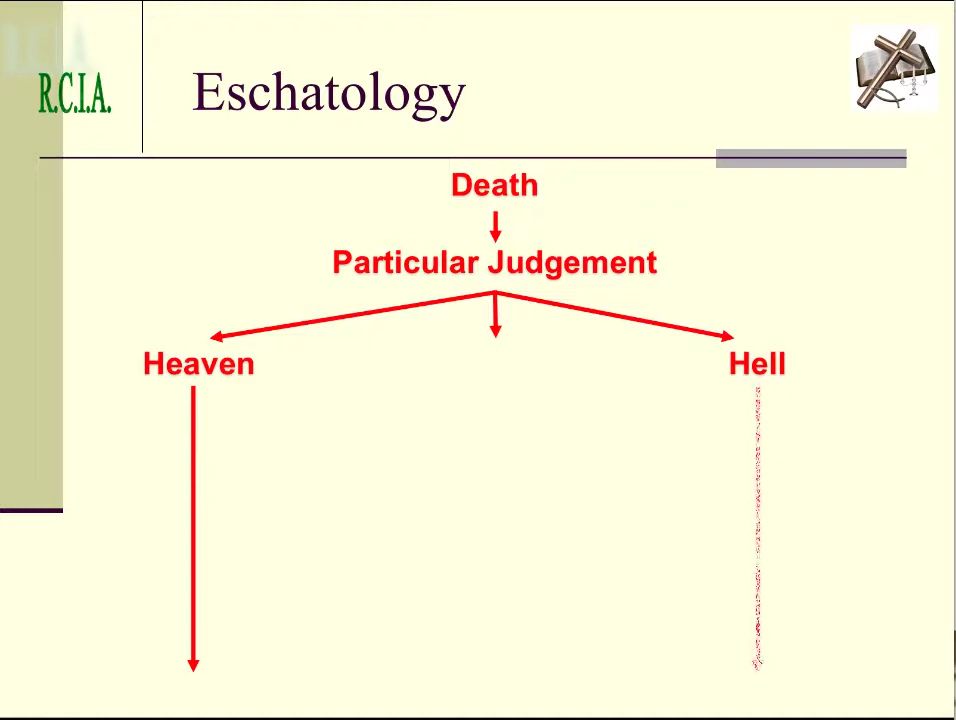 R.C.I.A.
Eschatology
Death
Particular Judgement
Heaven
Hell